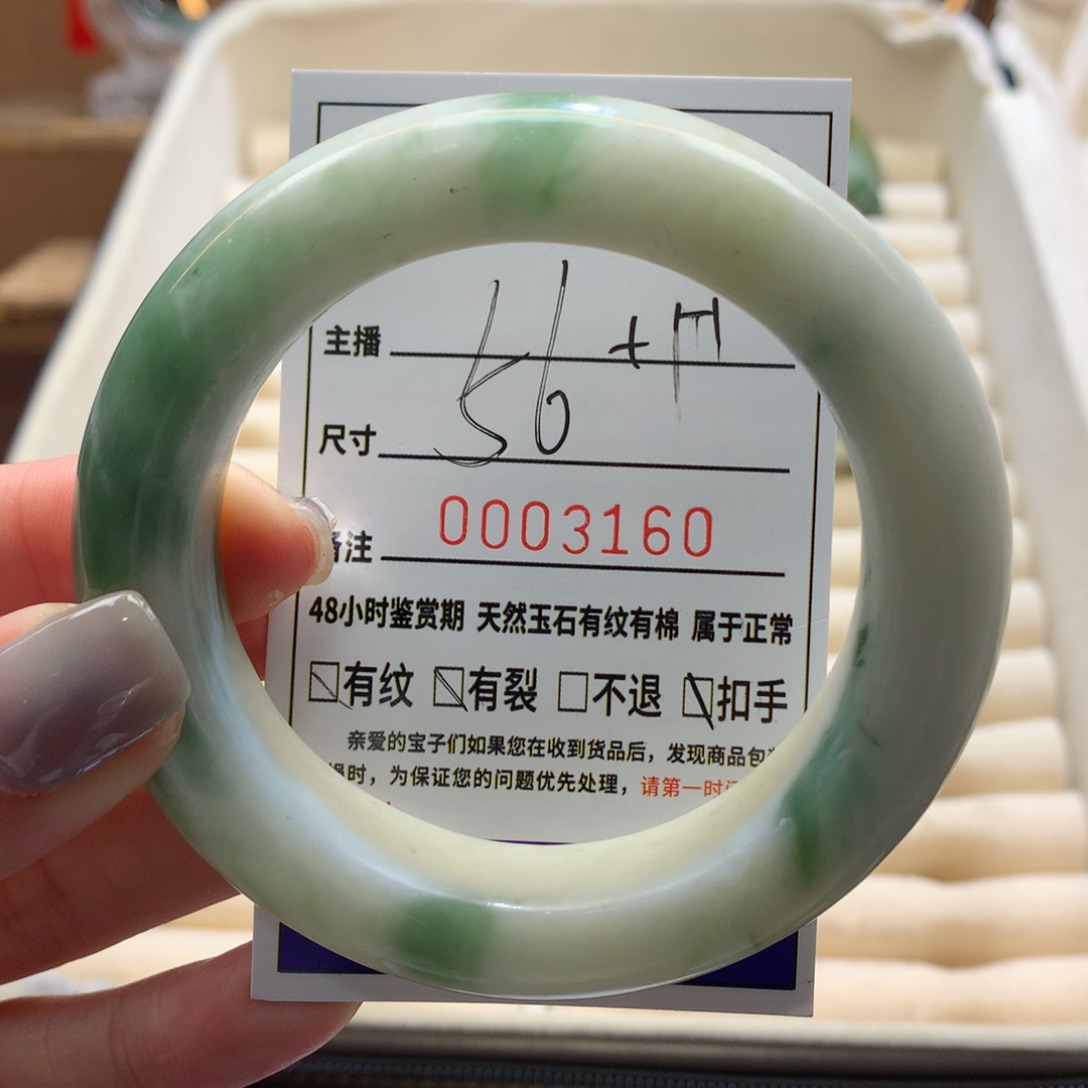 主播
尺寸 56+
备注 0003160
48小时鉴赏期 天然玉石有纹有棉 属于正常
有纹 有裂 不退 扣手
亲爱的宝子们如果您在收到货品后，发现商品包
损时，为保证您的问题优先处理，请第一时